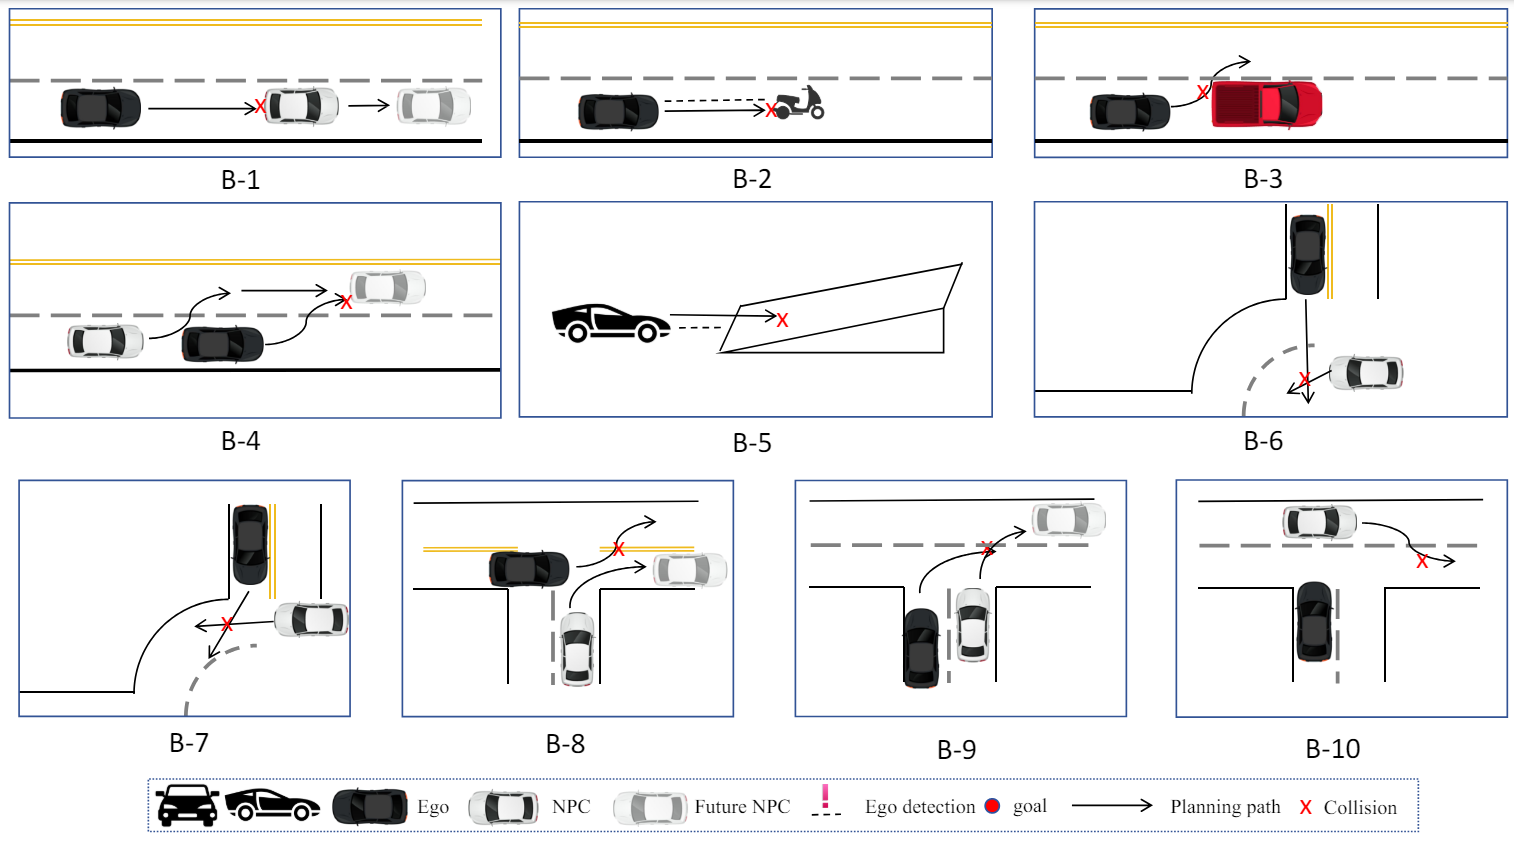 B-1
B-2
B-3
X
X
X
B-4
B-5
B-6
X
X
X
B-7
B-8
B-9
B-10
X
X
X
X
Ego
NPC
Future NPC
! Ego detection
goal
Planning path
X Collision